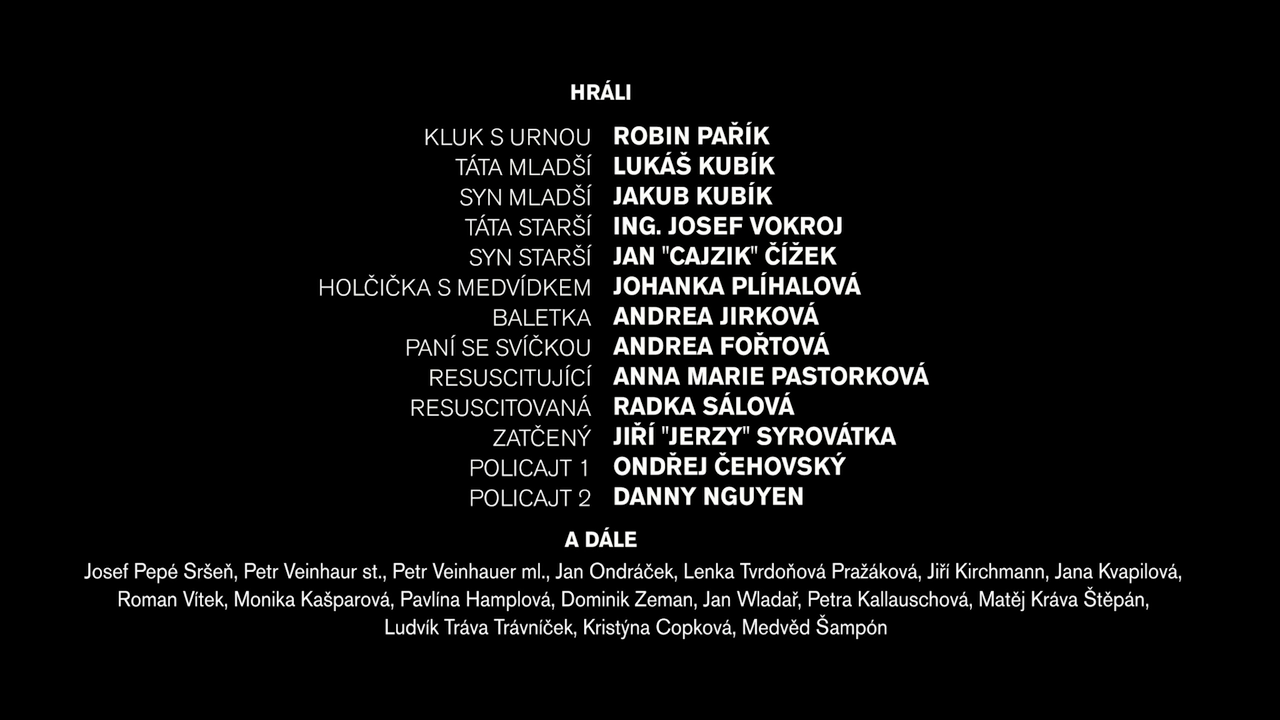 HRÁLI
KLUK S URNOU ROBIN PAŘÍK
TÁTA MLADŠÍ LUKÁŠ KUBÍK
SYN MLADŠÍ JAKUB KUBÍK
TÁTA STARŠÍ ING. JOSEF VOKROJ
SYN STARŠÍ JAN "CAJZIK" ČÍŽEK
HOLČIČKA S MEDVÍDKEM JOHANKA PLÍHALOVÁ
BALETKA ANDREA JIRKOVÁ
PANÍ SE SVÍČKOU ANDREA FOŘTOVÁ
RESUSCITUJÍCÍ ANNA MARIE PASTORKOVÁ
RESUSCITOVANÁ RADKA SÁLOVÁ
ZATČENÝ JIŘÍ "JERZY" SYROVÁTKA
POLICAJT 1 ONDŘEJ ČEHOVSKÝ
POLICAJT 2 DANNY NGUYEN
A DÁLE
Josef Pepé Sršeň, Petr Veinhaur st., Petr Veinhauer ml., Jan Ondráček, Lenka Tvrdoňová Pražáková, Jiří Kirchmann, Jana Kvapilová,
Roman Vítek, Monika Kašparová, Pavlína Hamplová, Dominik Zeman, Jan Wladař, Petra Kallauschová, Matěj Kráva Štěpán,
Ludvík Tráva Trávníček, Kristýna Copková, Medvěd Šampón